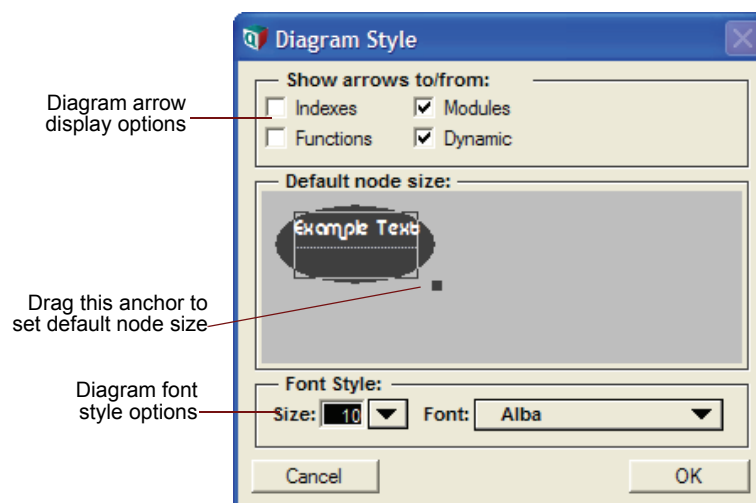 Diagram Style
Show arrows to/from:
Diagram arrow
display options
Indexes
Modules
Functions
Dynamic
Default node size:
Example Text
Drag this anchor to
set default node size
Font Style:
Diagram font
style options
Size: 10
Font: Alba
Cancel
OK